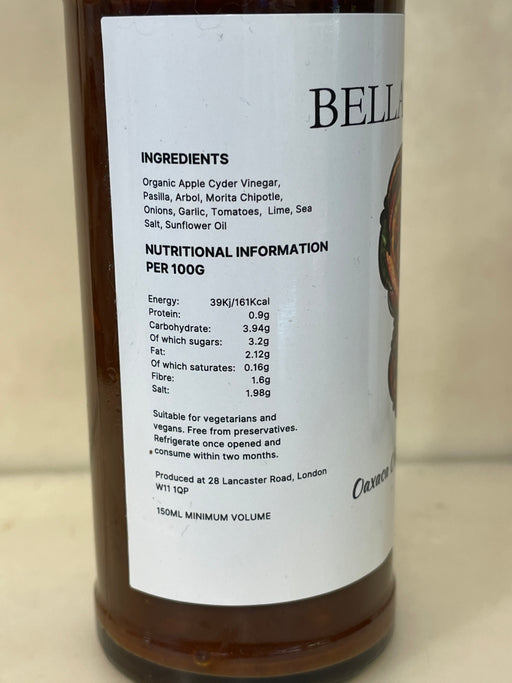 BELLA
INGREDIENTS
Organic Apple Cyder Vinegar,
Pasilla, Arbol, Morita Chipotle,
Onions, Garlic, Tomatoes, Lime, Sea
Salt, Sunflower Oil
NUTRITIONAL INFORMATION
PER 100G
Energy: 39Kj/161Kcal
Protein: 0.9g
Carbohydrate: 3.94g
Of which sugars: 3.2g
Fat: 2.12g
Of which saturates: 0.16g
Fibre: 1.6g
Salt: 1.98g
Suitable for vegetarians and
vegans. Free from preservatives.
Refrigerate once opened and
consume within two months.
Produced at 28 Lancaster Road, London
W11 1QP
150ML MINIMUM VOLUME
Oaxaca